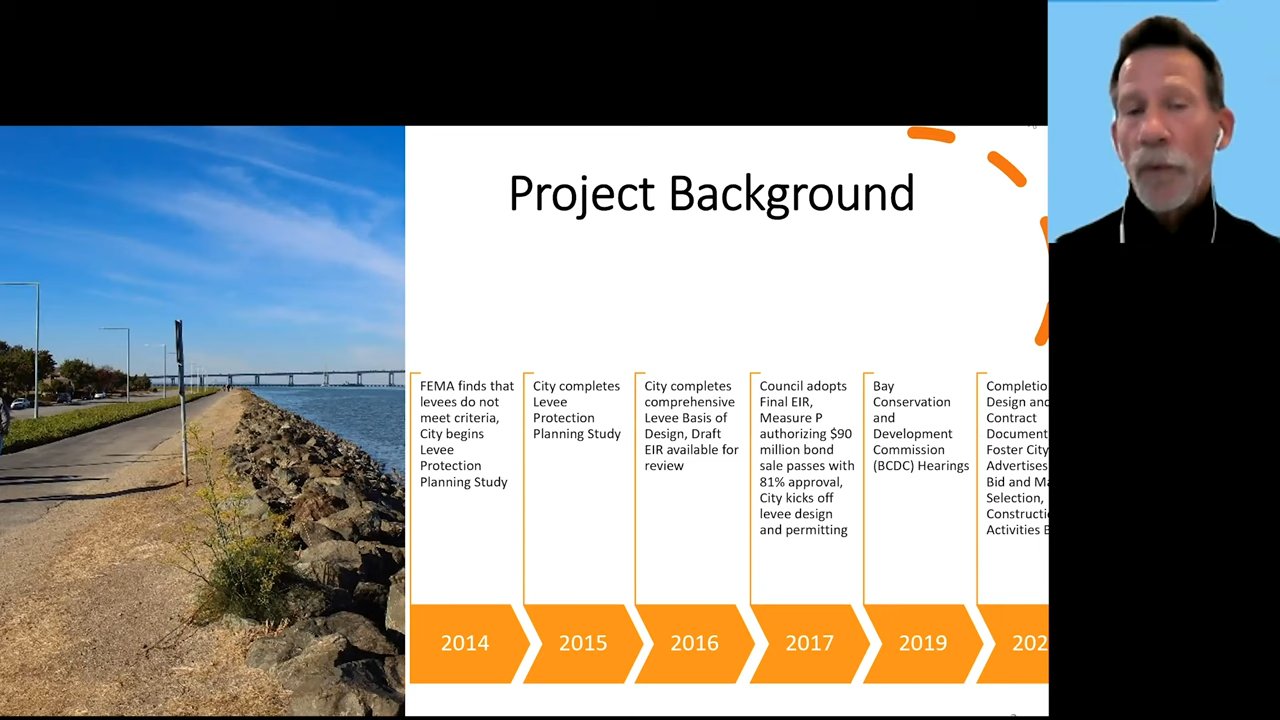 Project Background
FEMA finds that
levees do not
meet criteria,
City begins
Levee
Protection
Planning Study
City completes
Levee
Protection
Planning Study
City completes
comprehensive
Levee Basis of
Design, Draft
EIR available for
review
Council adopts
Final EIR,
Measure P
authorizing $90
million bond
sale passes with
81% approval,
City kicks off
levee design
and permitting
Bay
Conservation
and
Development
Commission
(BCDC) Hearings
Completio
Design and
Contract
Document
Foster City
Advertises
Bid and Ma
Selection,
Constructi
Activities B
2014
2015
2016
2017
2019
202